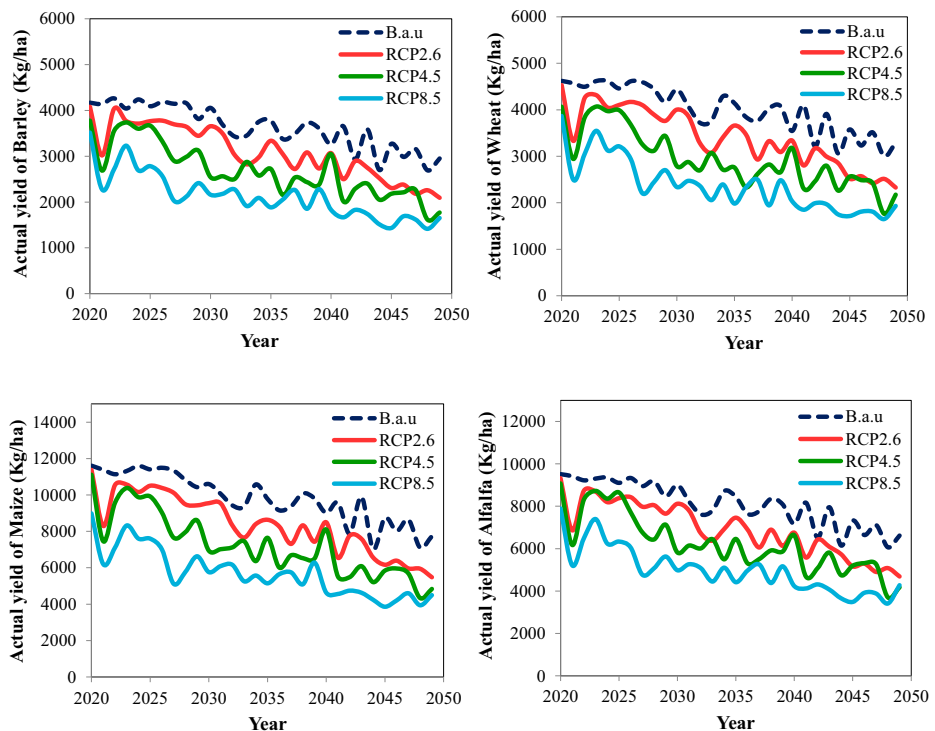 Actual yield of Barley (Kg/ha)
6000
5000
4000
3000
2000
1000
0
2020 2025 2030 2035 2040 2045 2050
Year
B.a.u
RCP2.6
RCP4.5
RCP8.5
Actual yield of Wheat (Kg/ha)
6000
5000
4000
3000
2000
1000
0
2020 2025 2030 2035 2040 2045 2050
Year
B.a.u
RCP2.6
RCP4.5
RCP8.5
Actual yield of Maize (Kg/ha)
14000
12000
10000
8000
6000
4000
2000
0
2020 2025 2030 2035 2040 2045 2050
Year
B.a.u
RCP2.6
RCP4.5
RCP8.5
Actual yield of Alfalfa (Kg/ha)
12000
10000
8000
6000
4000
2000
0
2020 2025 2030 2035 2040 2045 2050
Year
B.a.u
RCP2.6
RCP4.5
RCP8.5